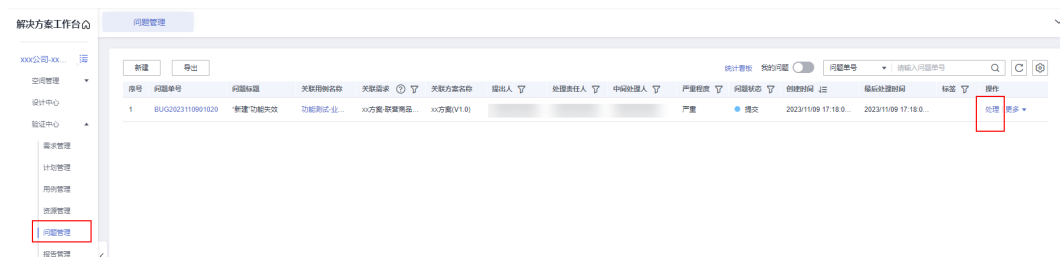 解决方案工作台
问题管理
xxx公司-xx...
空间管理
设计中心
验证中心
需求管理
计划管理
用例管理
资源管理
问题管理
报告管理
新建 导出 统计看板 我的问题 问题单号 请输入问题单号
序号 问题单号 问题标题 关联用例名称 关联需求 关联方案名称 提出人 处理责任人 中间处理人 严重程度 问题状态 创建时间 最后处理时间 标签 操作
1 BUG2023110901020 “新建”功能失效 功能测试-业... xx方案-联营商品... xx方案(V1.0) 严重 提交 2023/11/09 17:18:0... 2023/11/09 17:18:0... 处理 更多